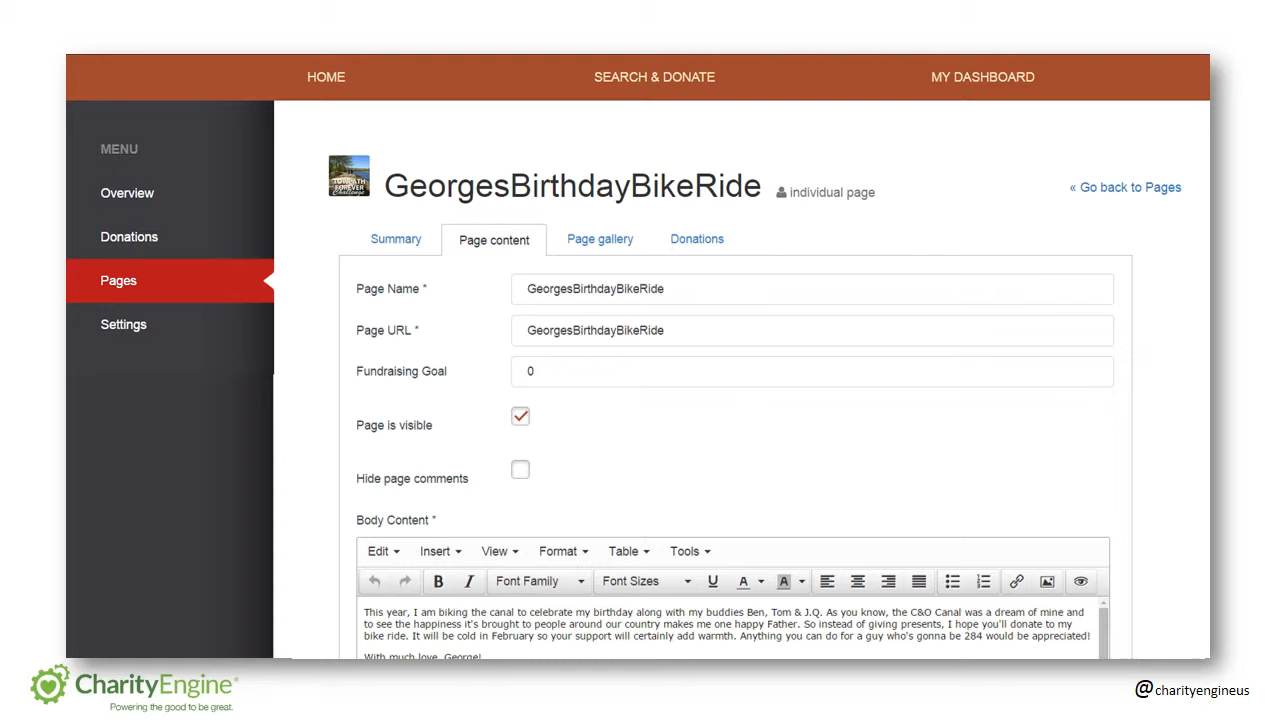 HOME SEARCH & DONATE MY DASHBOARD
MENU
Overview
Donations
Pages
Settings
TOWPATH
FOREVER
Challenge
GeorgesBirthdayBikeRide individual page
« Go back to Pages
Summary Page content Page gallery Donations
Page Name * GeorgesBirthdayBikeRide
Page URL * GeorgesBirthdayBikeRide
Fundraising Goal 0
Page is visible
Hide page comments
Body Content *
Edit Insert View Format Table Tools
B I Font Family Font Sizes U A A
This year, I am biking the canal to celebrate my birthday along with my buddies Ben, Tom & J.Q. As you know, the C&O Canal was a dream of mine and
to see the happiness it's brought to people around our country makes me one happy Father. So instead of giving presents, I hope you'll donate to my
bike ride. It will be cold in February so your support will certainly add warmth. Anything you can do for a guy who's gonna be 284 would be appreciated!
With much love, George!
CharityEngine
Powering the good to be great.
@charityengineus